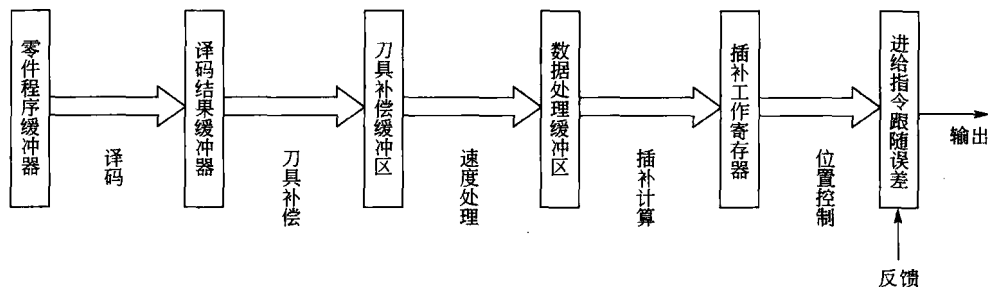 零件程序缓冲器
译码
译码结果缓冲器
刀具补偿
刀具补偿缓冲区
速度处理
数据处理缓冲区
插补计算
插补工作寄存器
位置控制
进给指令跟随误差
输出
反馈